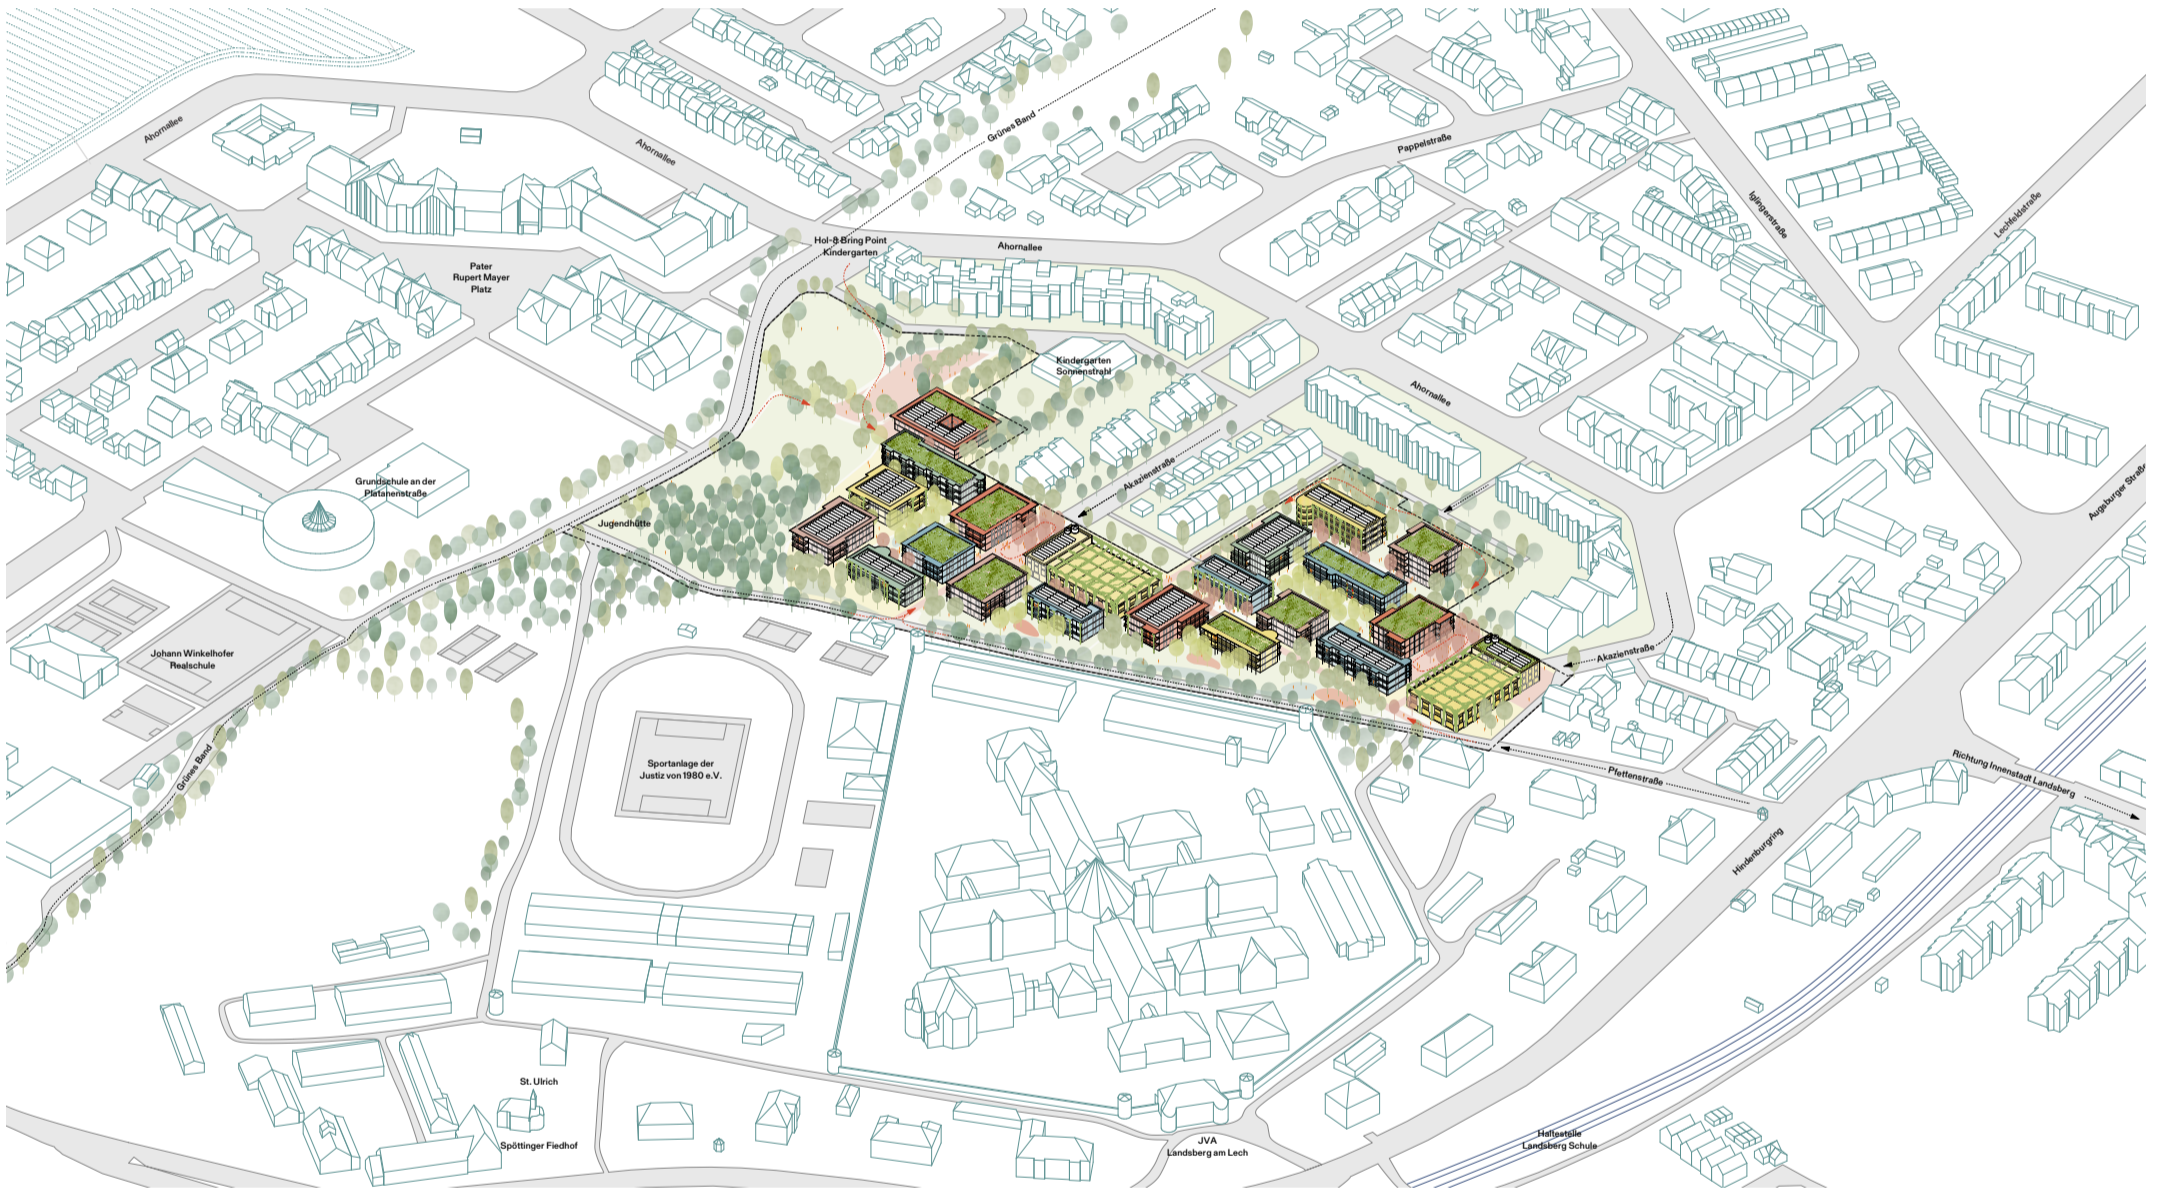 Ahornallee
Ahornallee
Grünes Band
Pappelstraße
Iglingerstraße
Lechfeldstraße
Hol-& Bring Point
Kindergarten
Ahornallee
Pater
Rupert Mayer
Platz
Kindergarten
Sonnenstrahl
Ahornallee
Akazienstraße
Grundschule an der
Platanenstraße
Augsburger Straße
Jugendhütte
Johann Winkelhofer
Realschule
Akazienstraße
Grünes Band
Sportanlage der
Justiz von 1980 e.V.
Pfettenstraße
Richtung Innenstadt Landsberg
Hindenburgring
St. Ulrich
Spöttinger Fiedhof
JVA
Landsberg am Lech
Haltestelle
Landsberg Schule